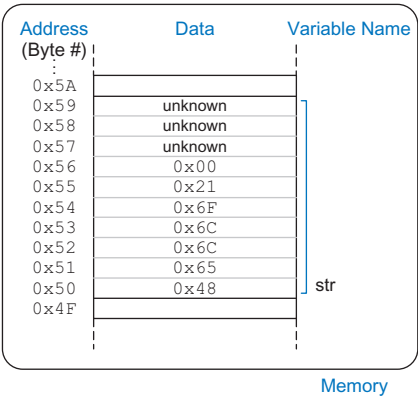 Address Data Variable Name
(Byte #)
⋮
0x5A
0x59 unknown
0x58 unknown
0x57 unknown
0x56 0x00
0x55 0x21
0x54 0x6F
0x53 0x6C
0x52 0x6C
0x51 0x65
0x50 0x48 str
0x4F
Memory